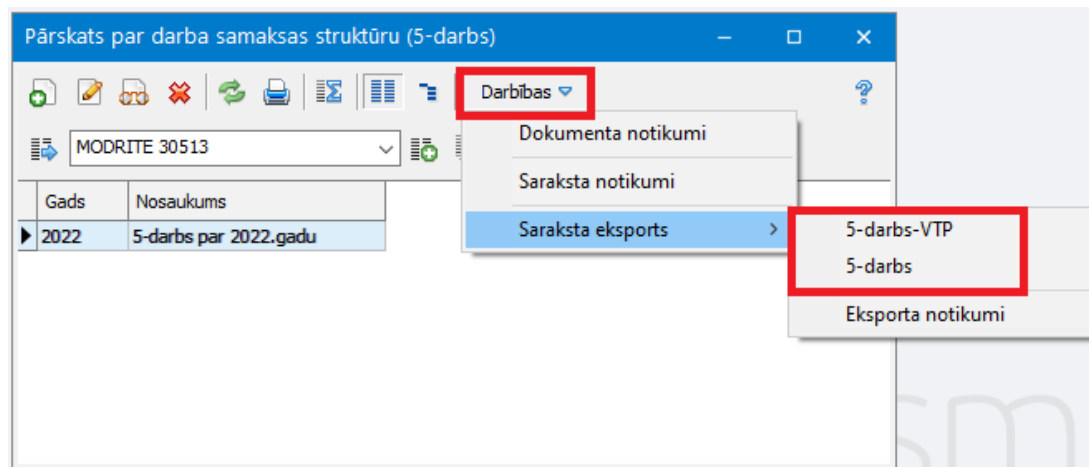 Pārskats par darba samaksas struktūru (5-darbs)
Darbības
Dokumenta notikumi
MODRITE 30513
Saraksta notikumi
Gads Nosaukums
2022 5-darbs par 2022.gadu
Saraksta eksports
5-darbs-VTP
5-darbs
Eksporta notikumi
sm